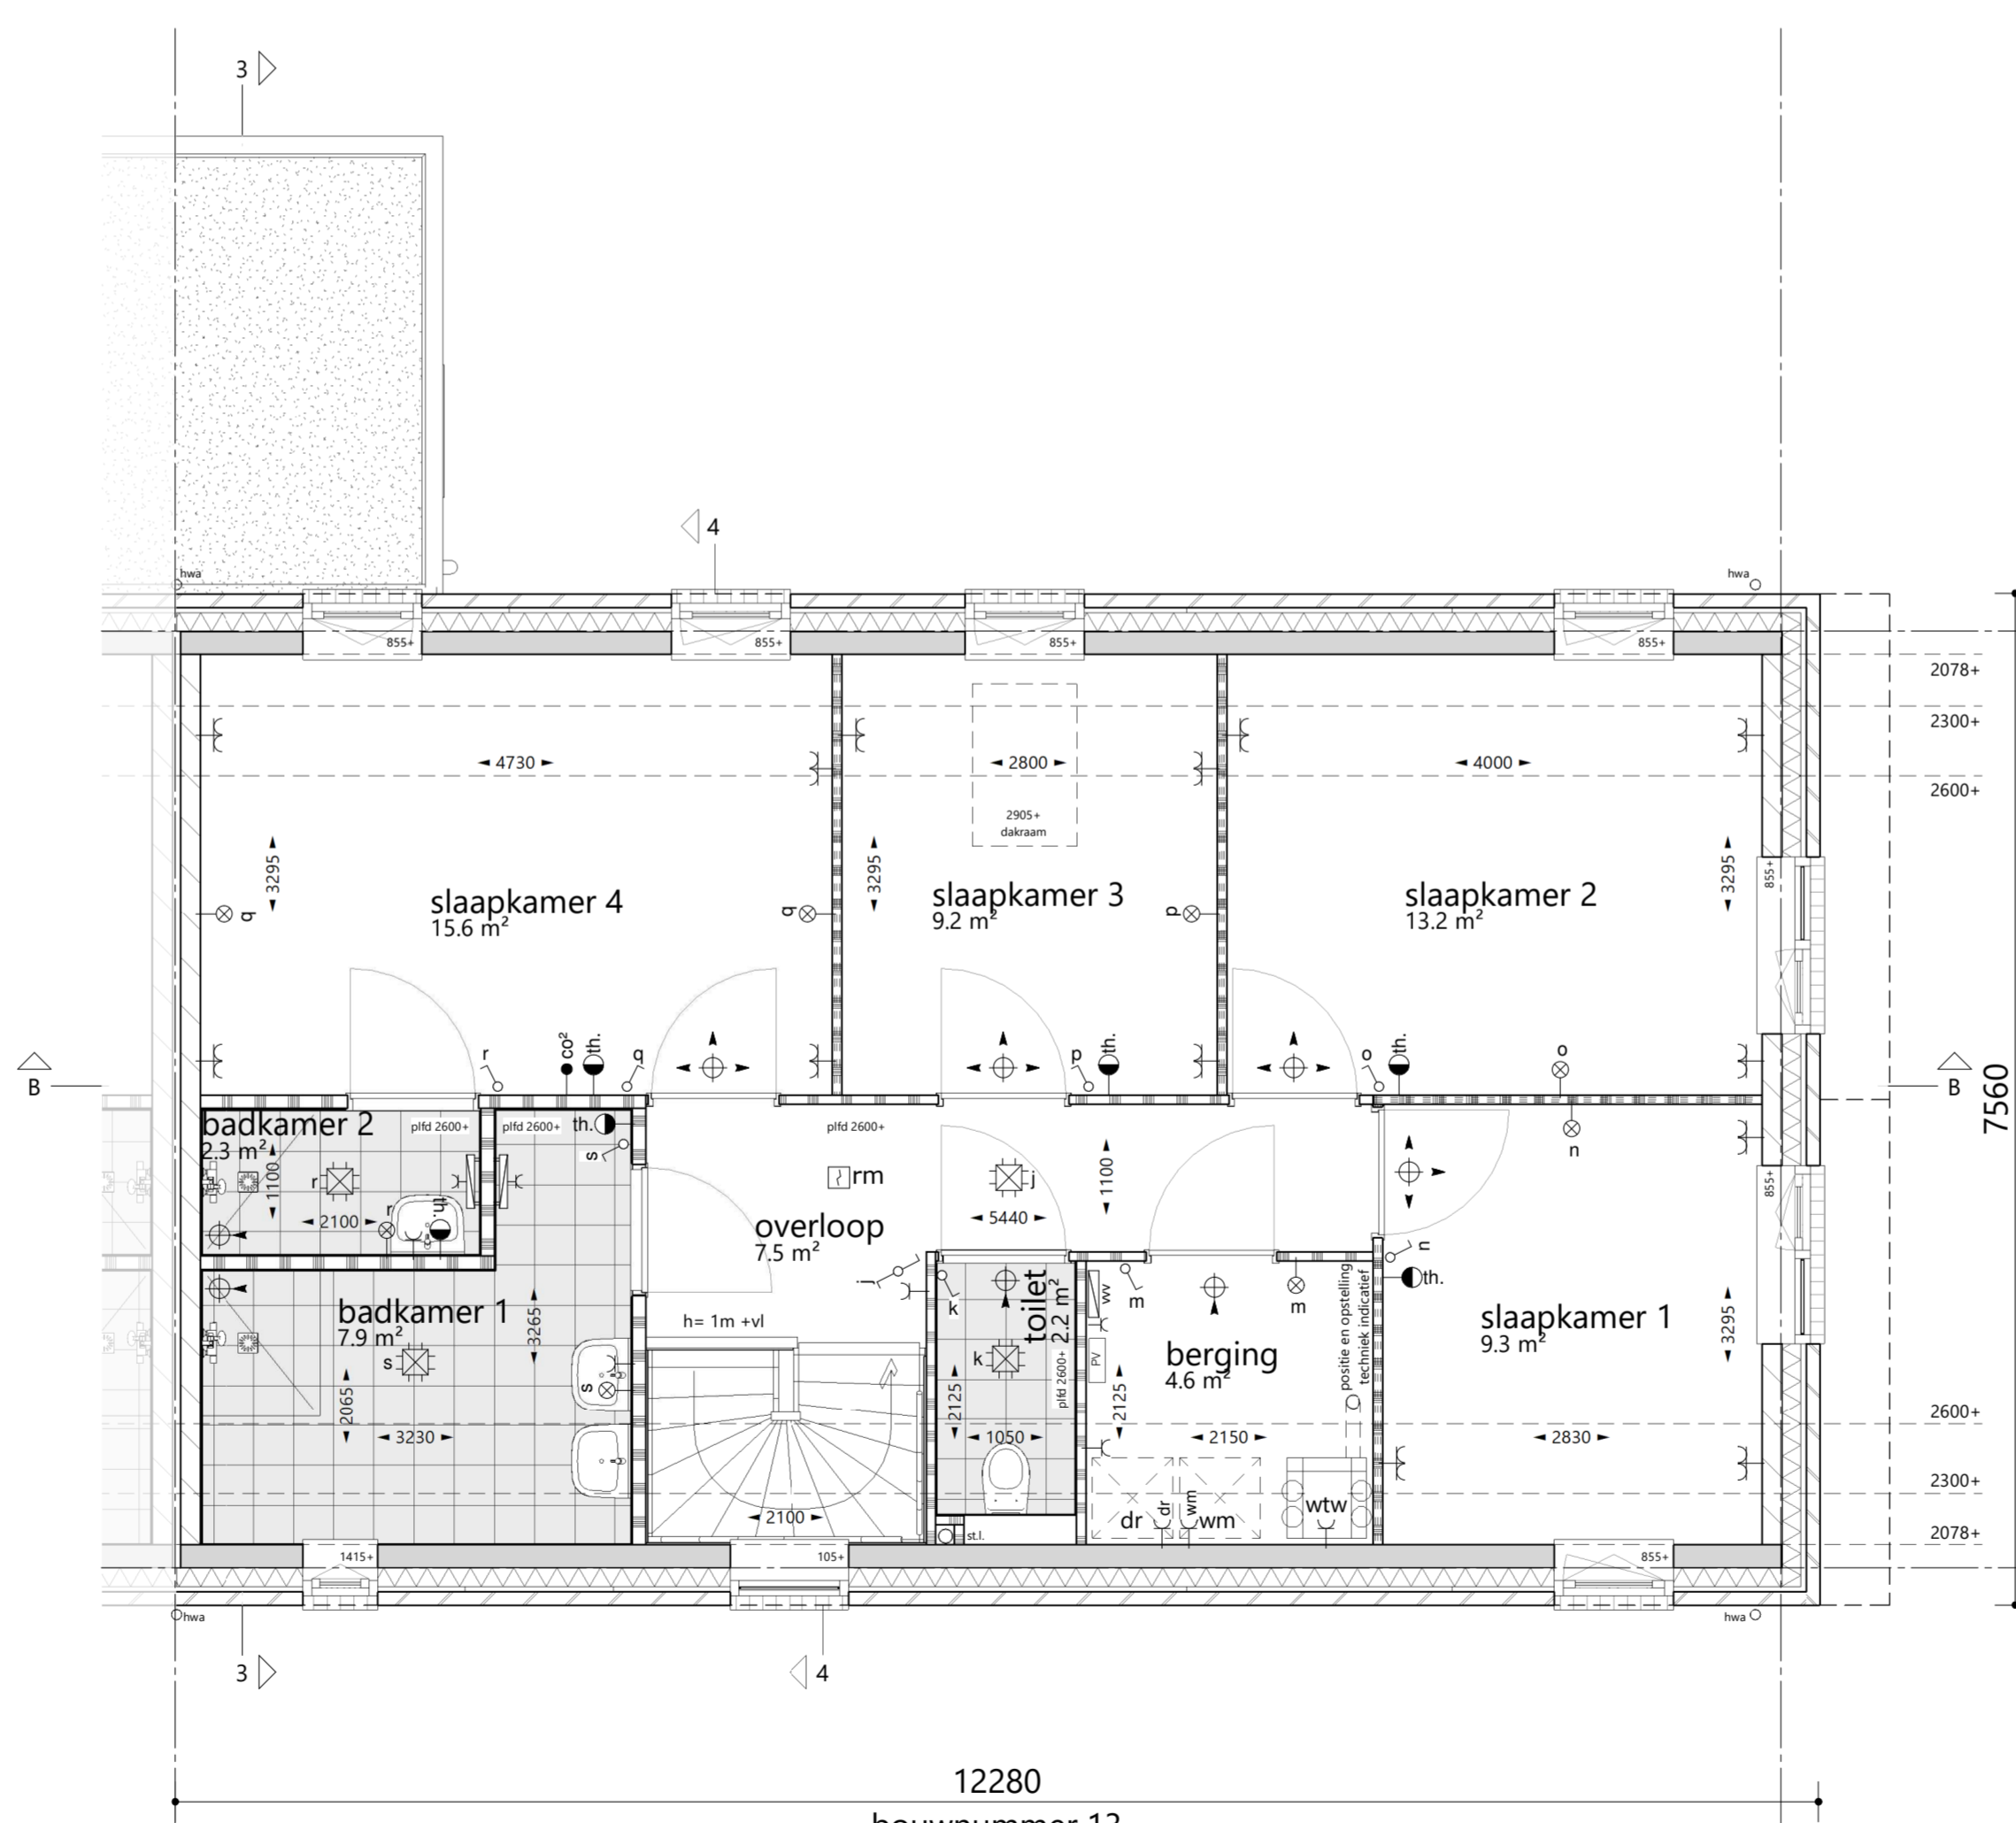 3
4
hwa
hwa
855+
855+
855+
855+
2078+
2300+
2600+
4730
2800
4000
2905+
dakraam
3295
3295
3295
855+
slaapkamer 4
15.6 m²
slaapkamer 3
9.2 m²
slaapkamer 2
13.2 m²
q
q
p
r
co²
th.
q
p
th.
o
th.
o
B
B
7560
badkamer 2
2.3 m²
plfd 2600+
plfd 2600+
th.
s
plfd 2600+
n
1100
r
2100
r
th.
rm
j
1100
5440
855+
overloop
7.5 m²
j
n
th.
badkamer 1
7.9 m²
3265
s
s
2065
3230
h= 1m +vl
k
toilet
2.2 m²
k
plfd 2600+
2125
1050
vv
PV
m
m
berging
4.6 m²
positie en opstelling
techniek indicatief
2125
2150
slaapkamer 1
9.3 m²
3295
2830
2600+
2300+
2078+
2100
st.l.
dr
dr
wm
wm
wtw
1415+
105+
855+
hwa
hwa
3
4
12280
bouwnummer 13